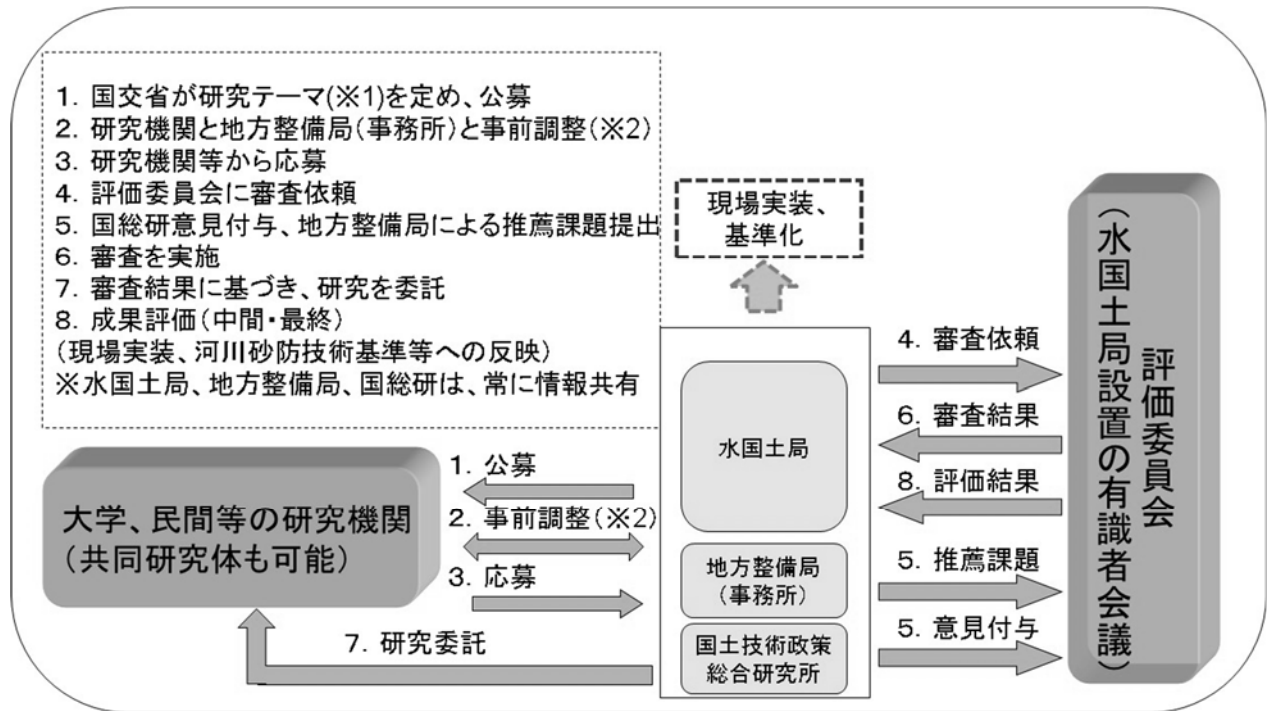 1. 国交省が研究テーマ(※1)を定め、公募
2. 研究機関と地方整備局(事務所)と事前調整(※2)
3. 研究機関等から応募
4. 評価委員会に審査依頼
5. 国総研意見付与、地方整備局による推薦課題提出
6. 審査を実施
7. 審査結果に基づき、研究を委託
8. 成果評価(中間・最終)
(現場実装、河川砂防技術基準等への反映)
※水国土局、地方整備局、国総研は、常に情報共有
現場実装、
基準化
大学、民間等の研究機関
(共同研究体も可能)
1. 公募
2. 事前調整(※2)
3. 応募
7. 研究委託
水国土局
地方整備局
(事務所)
国土技術政策
総合研究所
4. 審査依頼
6. 審査結果
8. 評価結果
5. 推薦課題
5. 意見付与
評価委員会
(水国土局設置の有識者会議)